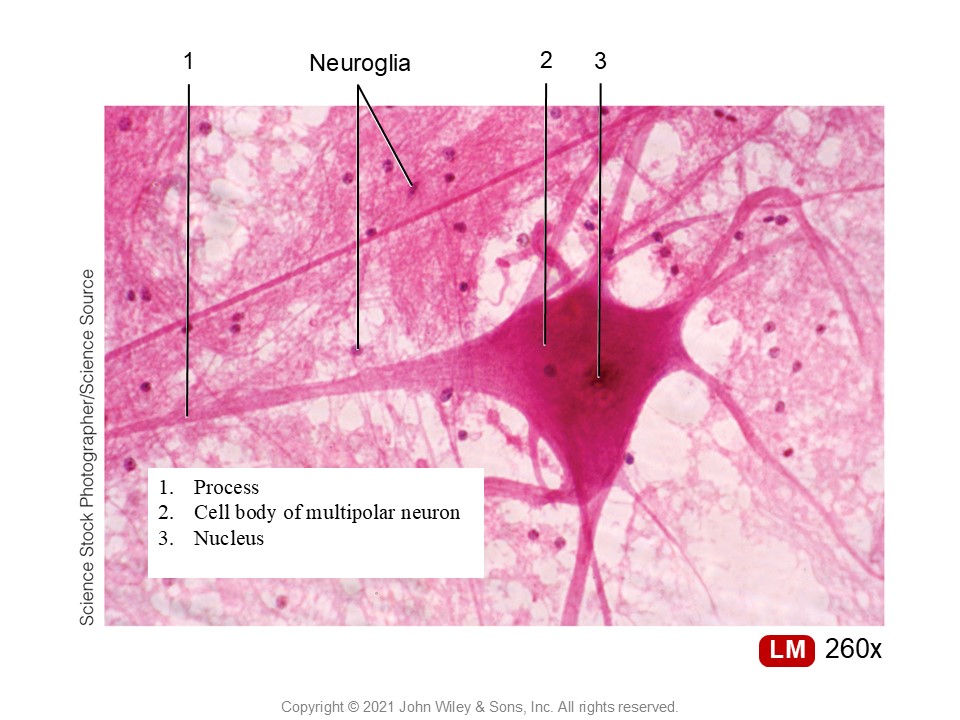 1
Neuroglia
2
3
Science Stock Photographer/Science Source
1. Process
2. Cell body of multipolar neuron
3. Nucleus
LM 260x
Copyright © 2021 John Wiley & Sons, Inc. All rights reserved.